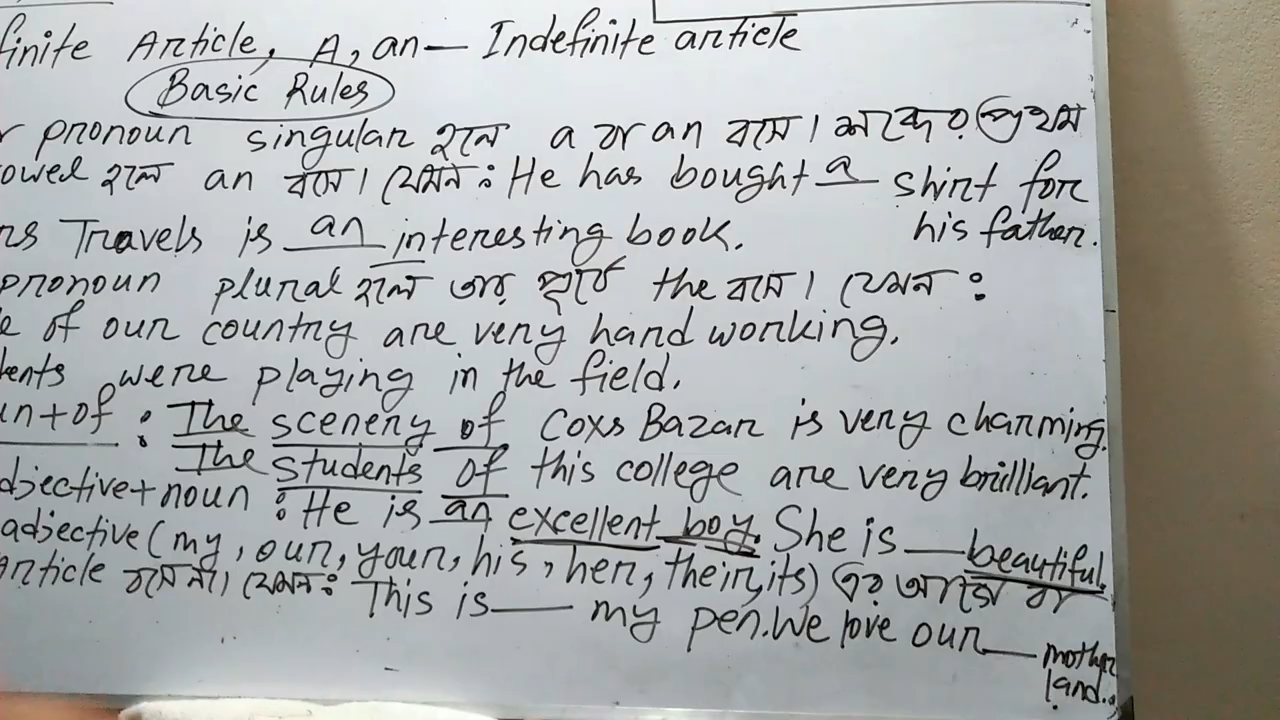 finite Article, A, an— Indefinite article
Basic Rules
r pronoun singular হলে a or an বসে। শব্দের প্রথম
owel হলে an বসে। যেমন: He has bought a shirt for
his father.
rs Travels is an interesting book.
pronoun plural হলে তার পূর্বে the বসে। যেমন:
e of our country are very hard working.
dents were playing in the field.
un+of : The scenery of Coxs Bazar is very charming.
The students of this college are very brilliant.
djective+noun : He is an excellent boy. She is ___ beautiful.
adjective (my, our, your, his, her, their, its) এর আগে বা
article বসে না। যেমন: This is ___ my pen. We love our ___ mother
land.